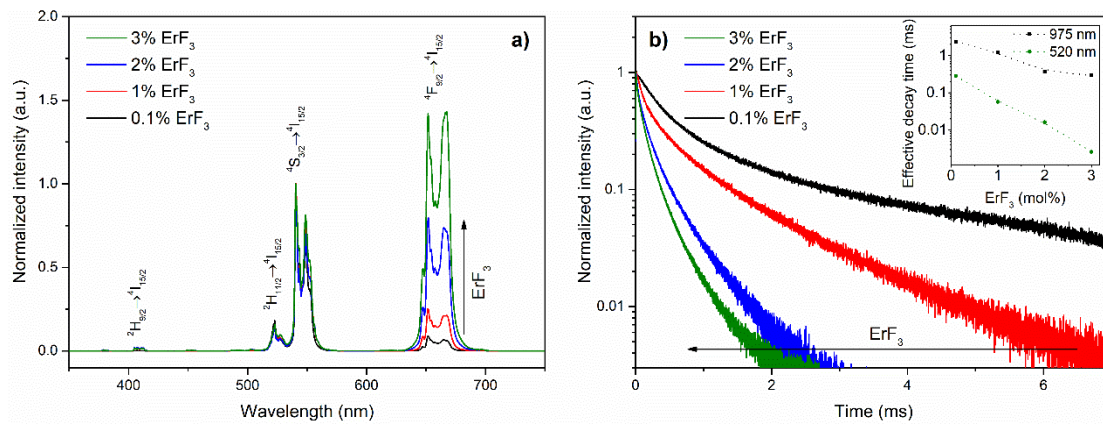 a)
3% ErF3
2% ErF3
1% ErF3
0.1% ErF3
2H9/2→4I15/2
2H11/2→4I15/2
4S3/2→4I15/2
4F9/2→4I15/2
ErF3
Normalized intensity (a.u.)
0.0
0.5
1.0
1.5
2.0
400
500
600
700
Wavelength (nm)
b)
3% ErF3
2% ErF3
1% ErF3
0.1% ErF3
ErF3
Normalized intensity (a.u.)
1
0.1
0.01
0
2
4
6
Time (ms)
975 nm
520 nm
Effective decay time (ms)
1
0.1
0.01
0
1
2
3
ErF3 (mol%)